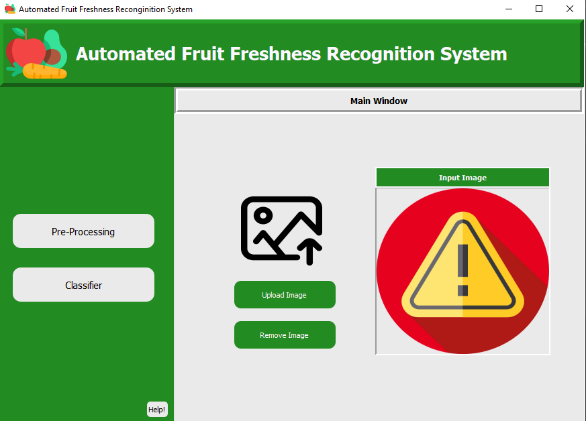 Automated Fruit Freshness Reconginition System
Automated Fruit Freshness Recognition System
Main Window
Input Image
Pre-Processing
Classifier
Upload Image
Remove Image
Help!